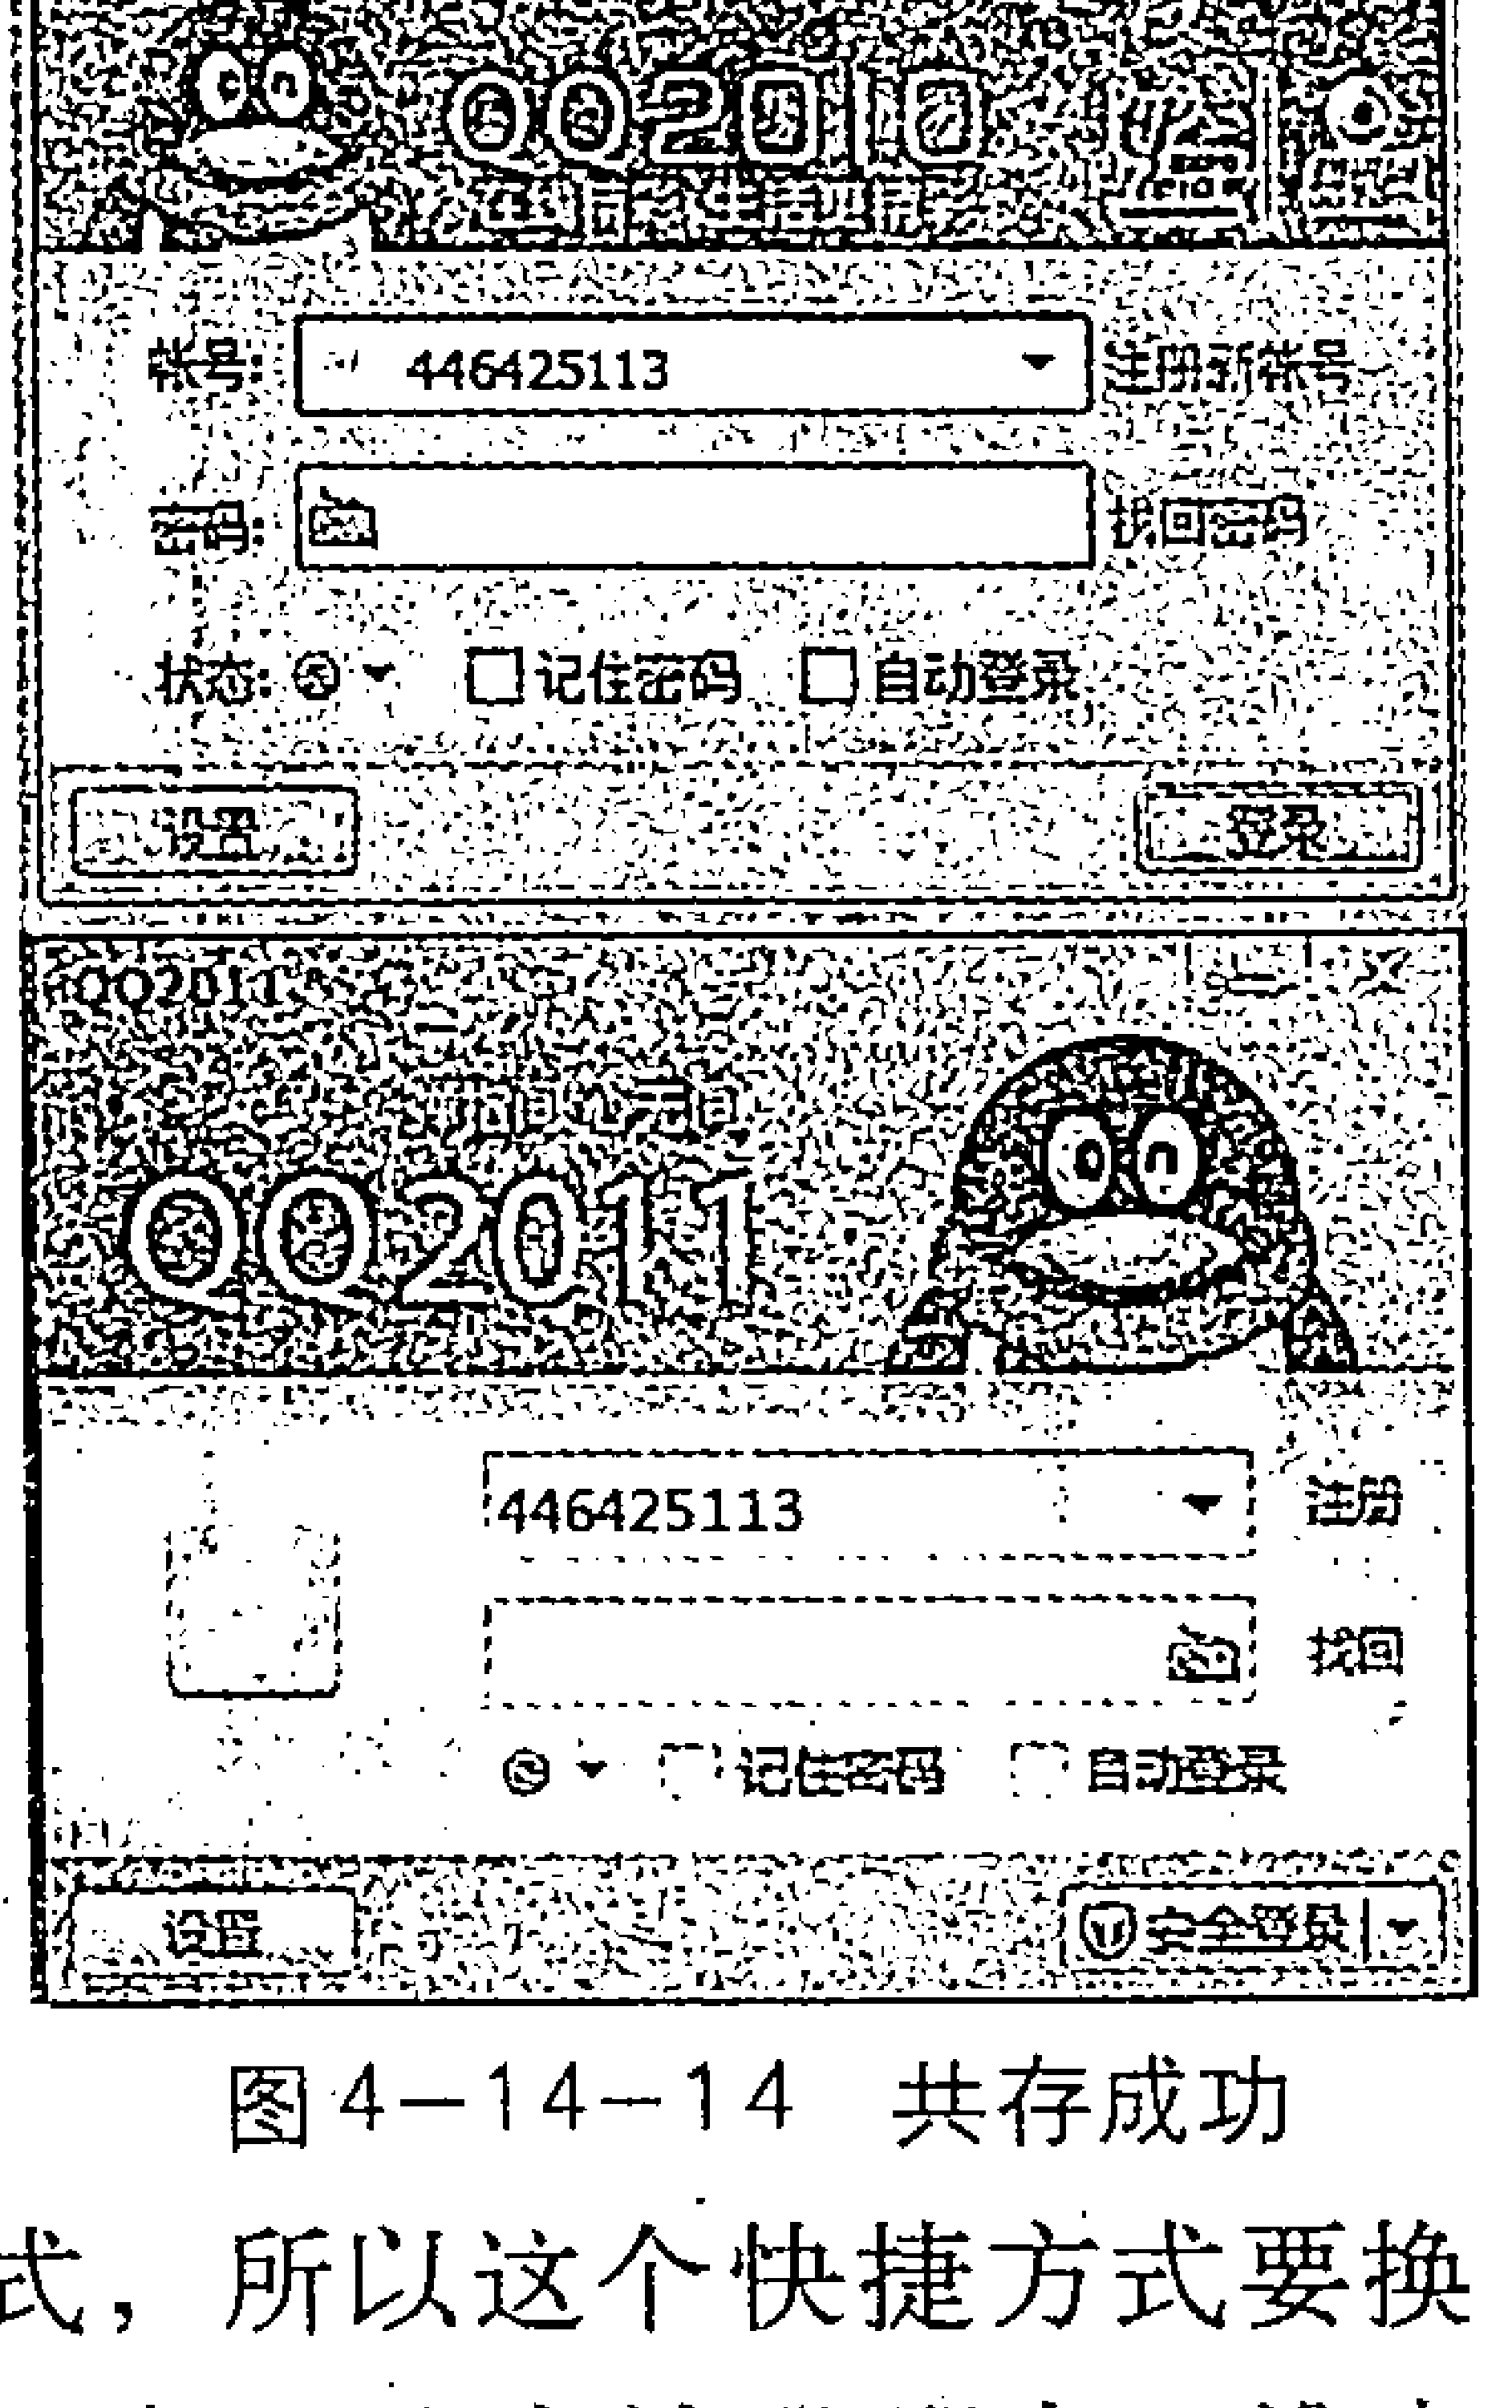 QQ2010
张号: 446425113 注册新张号
密码: 找回密码
状态: 记住密码 自动登录
设置 登录
QQ2011
QQ2011
446425113 注册
找回
记住密码 自动登录
设置 安全登录
图4-14-14 共存成功
式，所以这个快捷方式要换